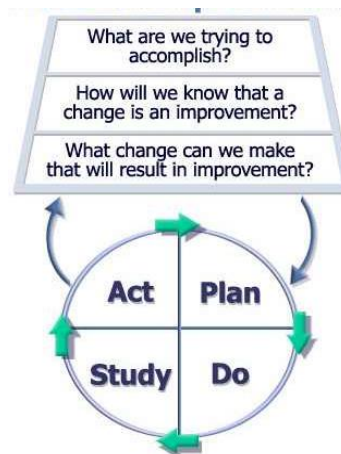 What are we trying to
accomplish?
How will we know that a
change is an improvement?
What change can we make
that will result in improvement?
Act
Plan
Study
Do